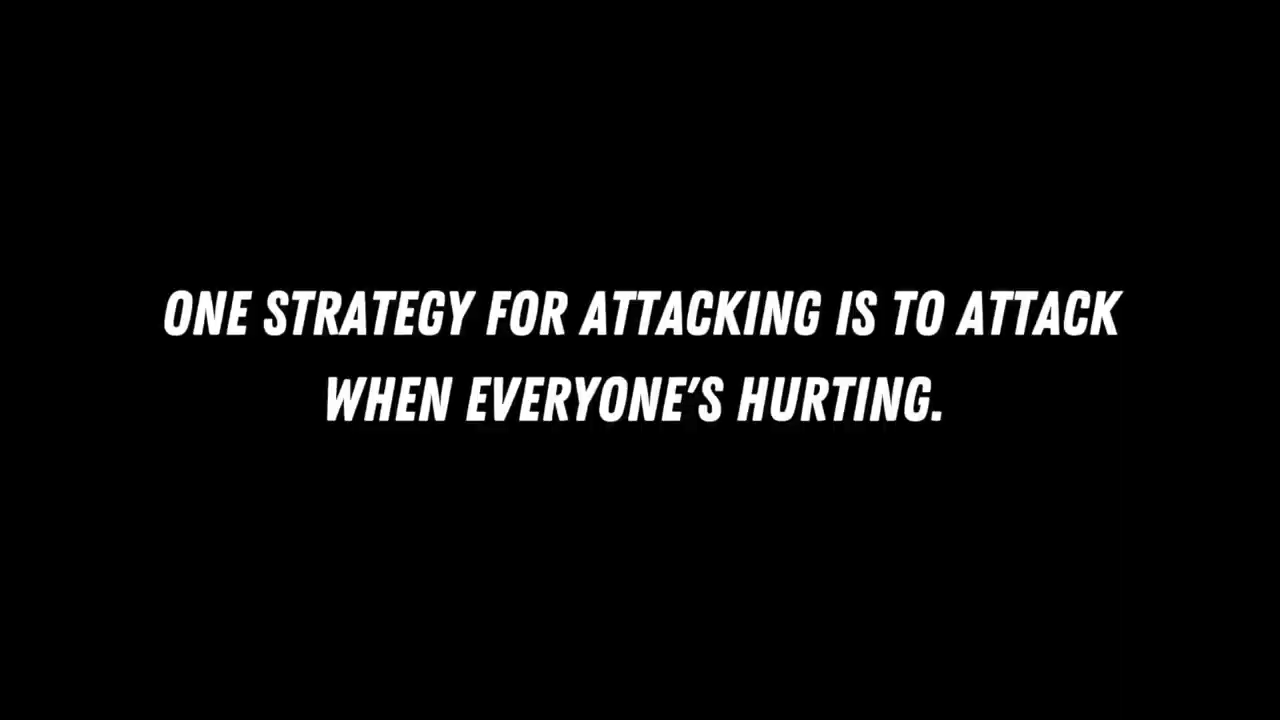 ONE STRATEGY FOR ATTACKING IS TO ATTACK
WHEN EVERYONE'S HURTING.